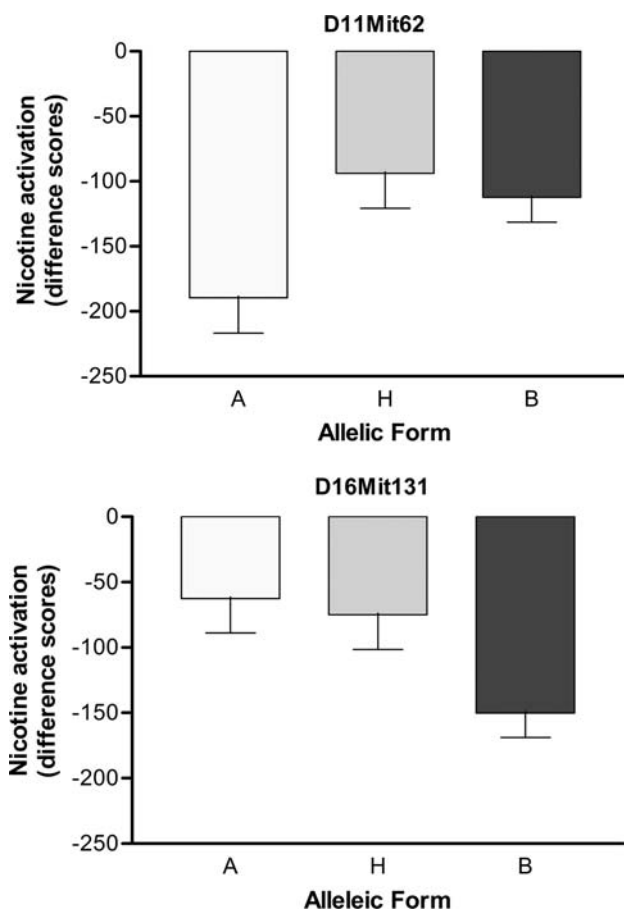 D11Mit62
Nicotine activation
(difference scores)
0
-50
-100
-150
-200
-250
A H B
Allelic Form
D16Mit131
Nicotine activation
(difference scores)
0
-50
-100
-150
-200
-250
A H B
Alleleic Form